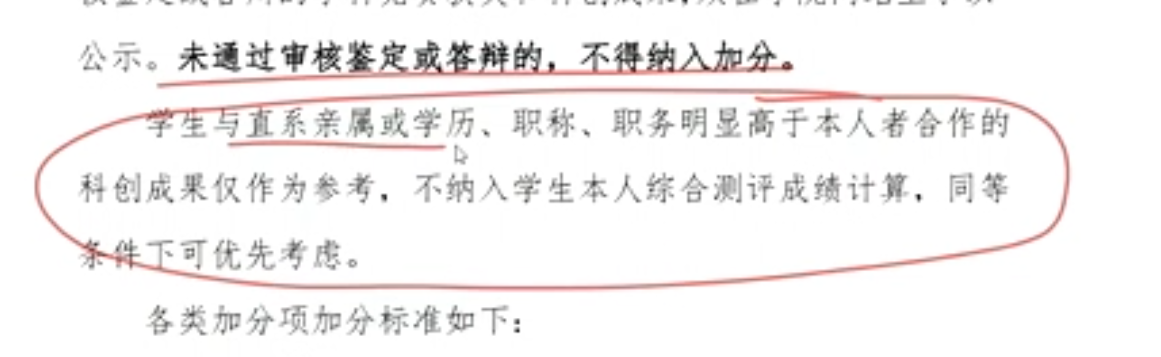 公示。未通过审核鉴定或答辩的，不得纳入加分。
学生与直系亲属或学历、职称、职务明显高于本人者合作的
科创成果仅作为参考，不纳入学生本人综合测评成绩计算，同等
条件下可优先考虑。
各类加分项加分标准如下：